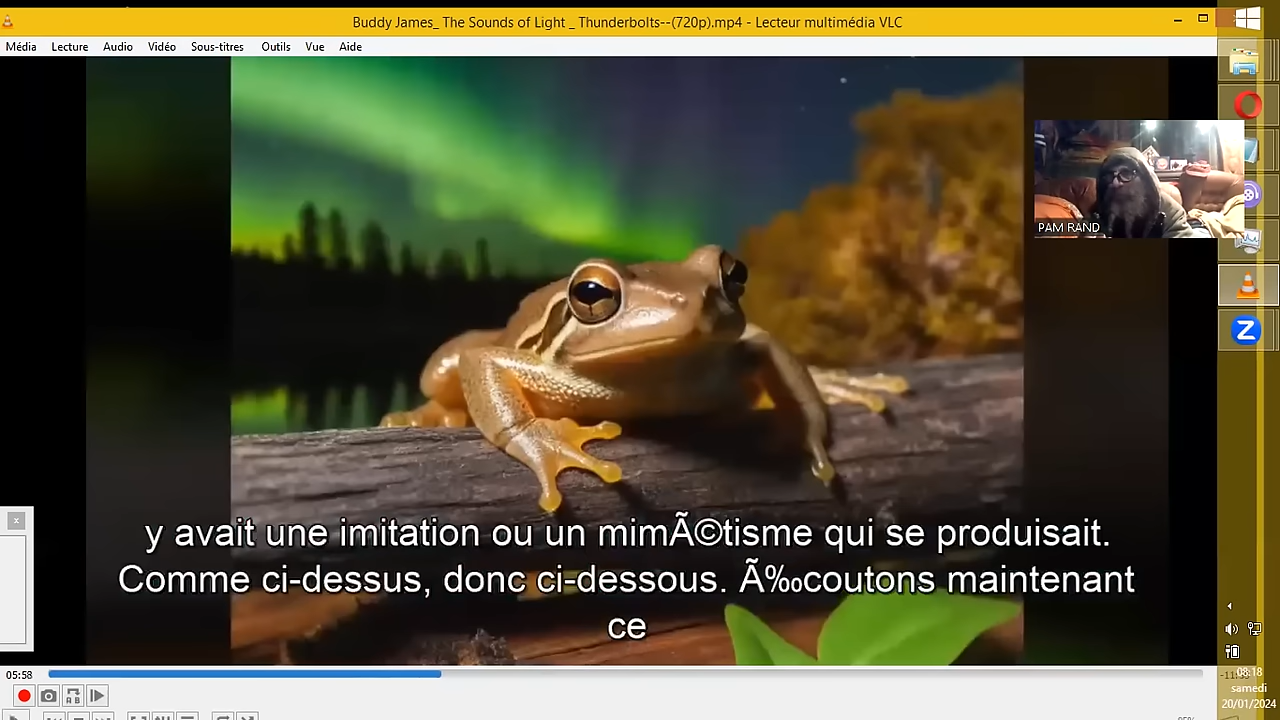 Buddy James_ The Sounds of Light _ Thunderbolts--(720p).mp4 - Lecteur multimédia VLC
Média Lecture Audio Vidéo Sous-titres Outils Vue Aide
PAM RAND
Z
x
y avait une imitation ou un mimÃ©tisme qui se produisait.
Comme ci-dessus, donc ci-dessous. Ã‰coutons maintenant
ce
05:58
08:18
samedi
20/01/2024